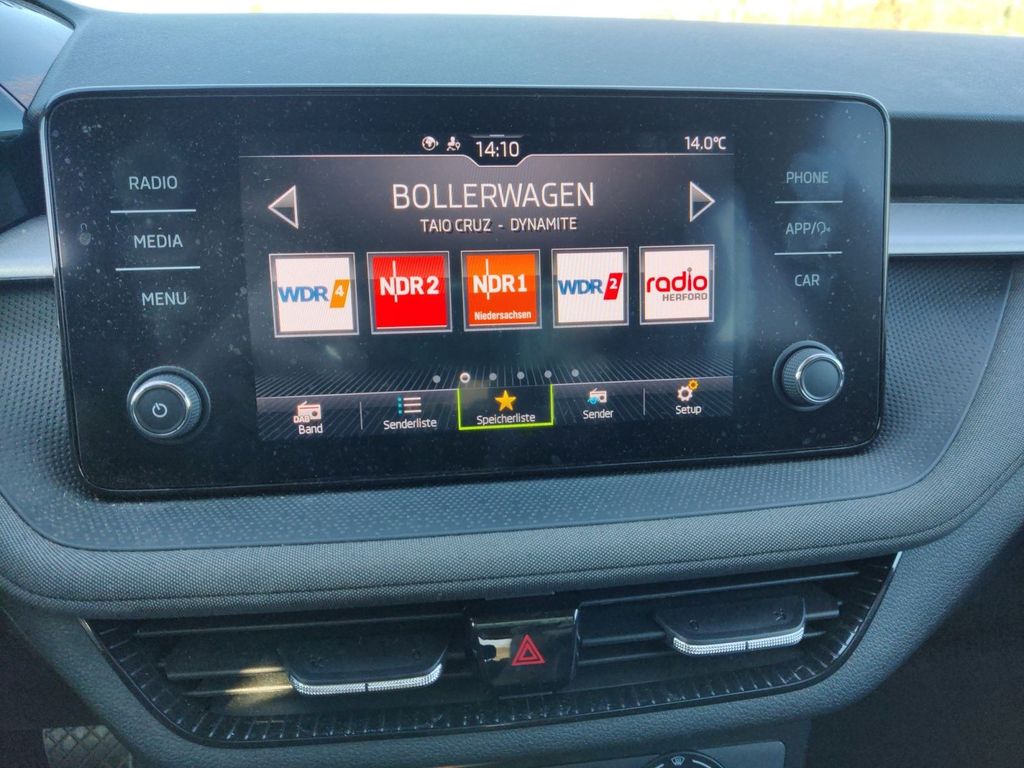 14:10
14.0°C
RADIO
MEDIA
MENU
BOLLERWAGEN
TAIO CRUZ - DYNAMITE
PHONE
APP/
CAR
WDR 4
NDR 2
NDR 1
Niedersachsen
WDR 2
radio
HERFORD
DAB
Band
Senderliste
Speicherliste
Sender
Setup